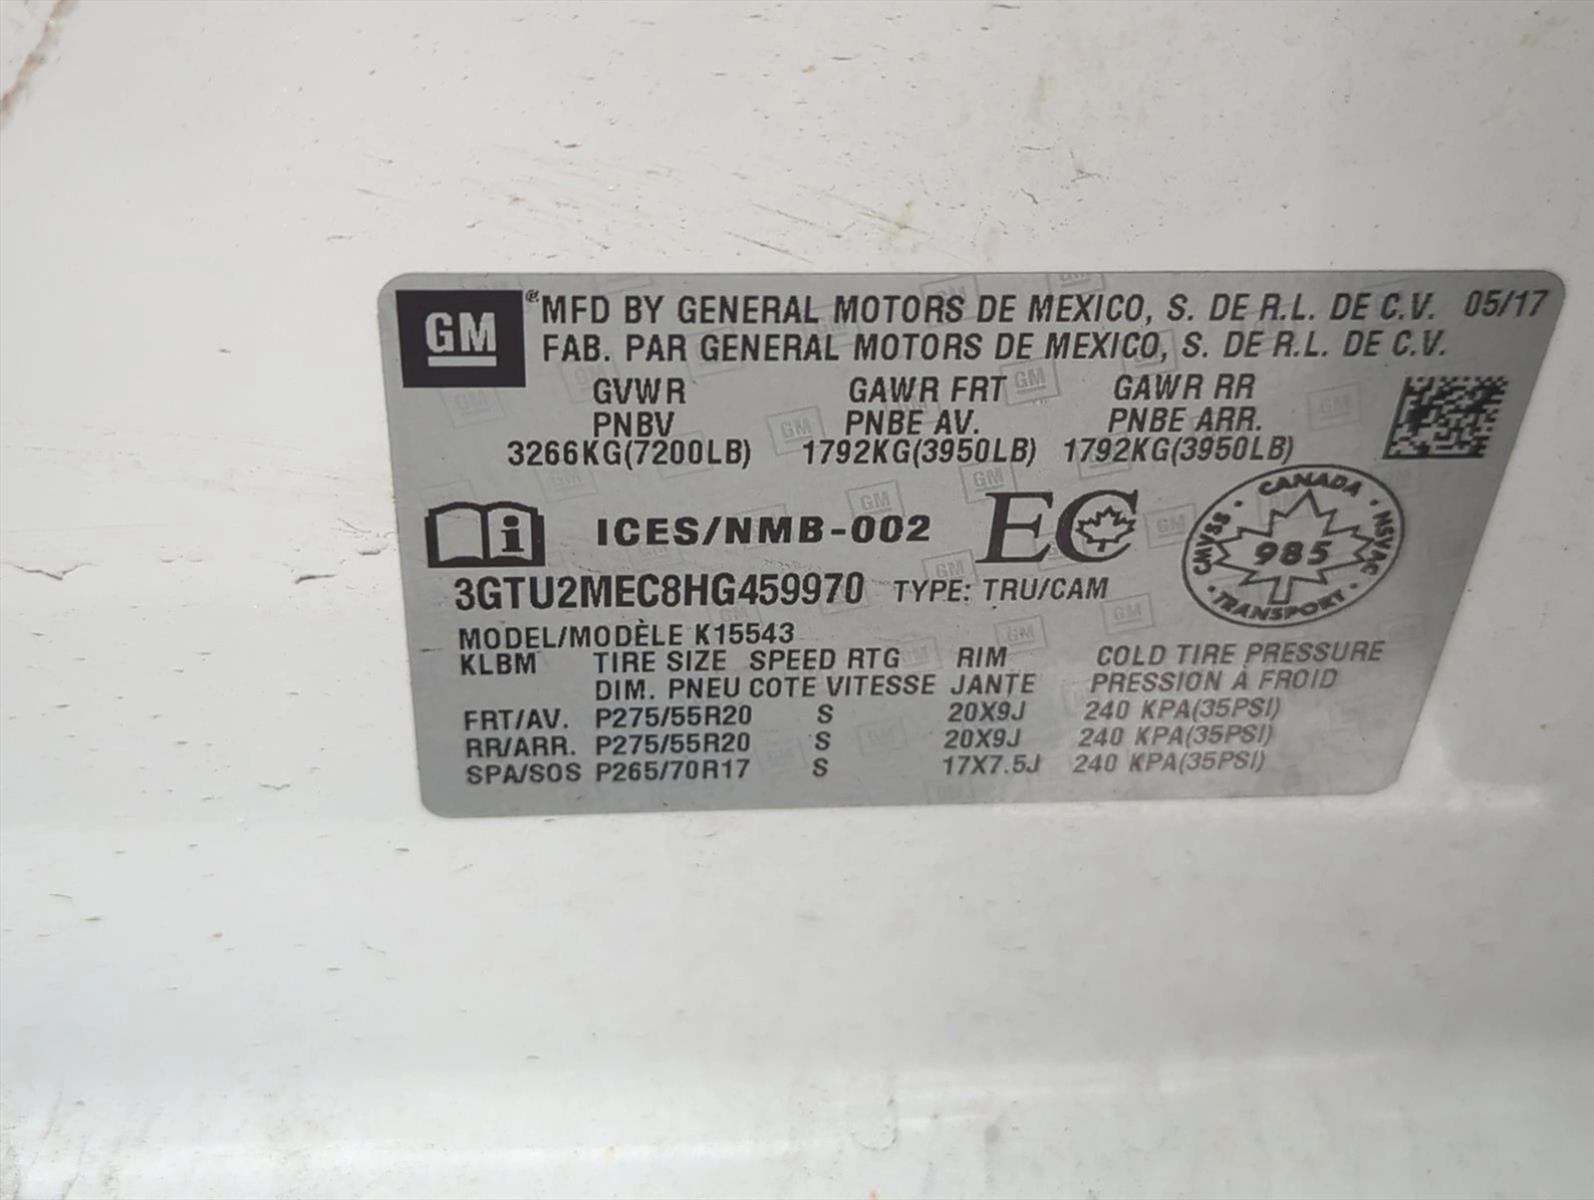 GM
® MFD BY GENERAL MOTORS DE MEXICO, S. DE R.L. DE C.V. 05/17
FAB. PAR GENERAL MOTORS DE MEXICO, S. DE R.L. DE C.V.
GVWR GAWR FRT GAWR RR
PNBV PNBE AV. PNBE ARR.
3266KG(7200LB) 1792KG(3950LB) 1792KG(3950LB)
i ICES/NMB-002 EC
CANADA
CMVSS 985 NSVAC
TRANSPORT
3GTU2MEC8HG459970 TYPE: TRU/CAM
MODEL/MODÈLE K15543
KLBM TIRE SIZE SPEED RTG RIM COLD TIRE PRESSURE
DIM. PNEU COTE VITESSE JANTE PRESSION À FROID
FRT/AV. P275/55R20 S 20X9J 240 KPA(35PSI)
RR/ARR. P275/55R20 S 20X9J 240 KPA(35PSI)
SPA/SOS P265/70R17 S 17X7.5J 240 KPA(35PSI)